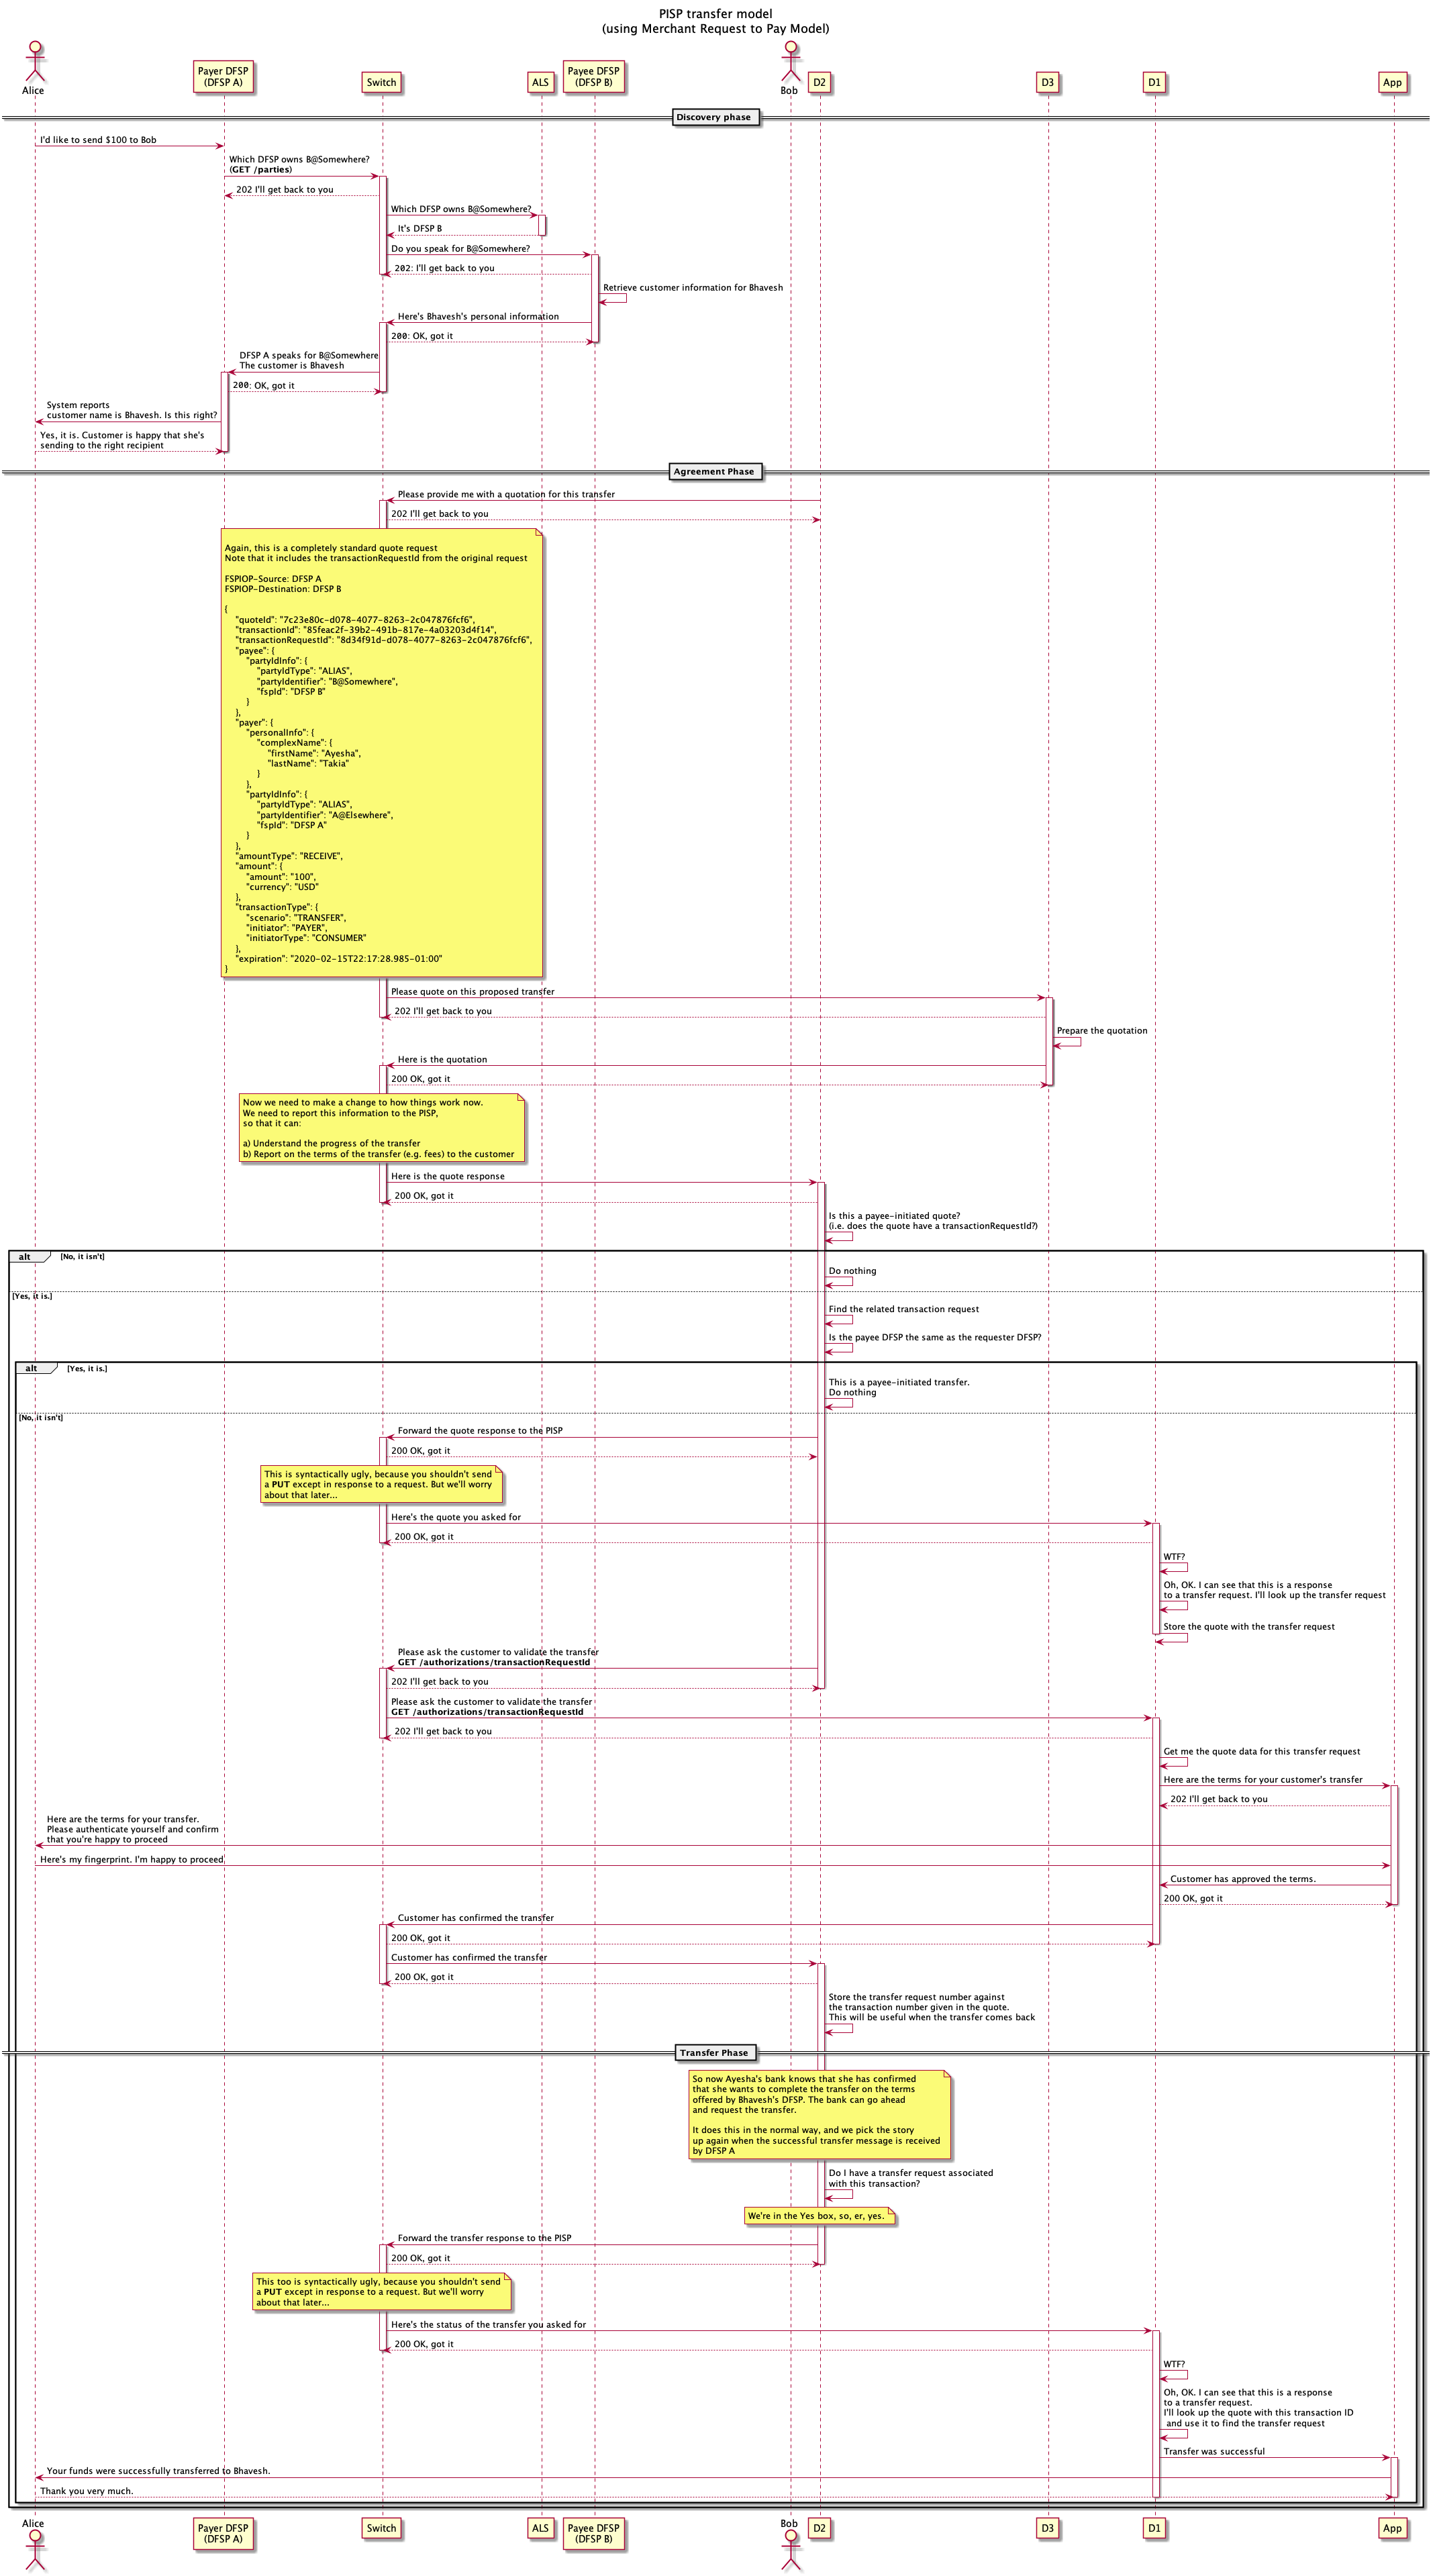 PISP transfer model
(using Merchant Request to Pay Model)
Alice
Payer DFSP
(DFSP A)
Switch
ALS
Payee DFSP
(DFSP B)
Bob
D2
D3
D1
App
Discovery phase
I'd like to send $100 to Bob
Which DFSP owns B@Somewhere?
(GET /parties)
202 I'll get back to you
Which DFSP owns B@Somewhere?
It's DFSP B
Do you speak for B@Somewhere?
202: I'll get back to you
Retrieve customer information for Bhavesh
Here's Bhavesh's personal information
200: OK, got it
DFSP A speaks for B@Somewhere
The customer is Bhavesh
200: OK, got it
System reports
customer name is Bhavesh. Is this right?
Yes, it is. Customer is happy that she's
sending to the right recipient
Agreement Phase
Please provide me with a quotation for this transfer
202 I'll get back to you
Again, this is a completely standard quote request
Note that it includes the transactionRequestId from the original request
FSPIOP-Source: DFSP A
FSPIOP-Destination: DFSP B
{
"quoteId": "7c23e80c-d078-4077-8263-2c047876fcf6",
"transactionId": "85feac2f-39b2-491b-817e-4a03203d4f14",
"transactionRequestId": "8d34f91d-d078-4077-8263-2c047876fcf6",
"payee": {
"partyIdInfo": {
"partyIdType": "ALIAS",
"partyIdentifier": "B@Somewhere",
"fspId": "DFSP B"
}
},
"payer": {
"personalInfo": {
"complexName": {
"firstName": "Ayesha",
"lastName": "Takia"
}
},
"partyIdInfo": {
"partyIdType": "ALIAS",
"partyIdentifier": "A@Elsewhere",
"fspId": "DFSP A"
}
},
"amountType": "RECEIVE",
"amount": {
"amount": "100",
"currency": "USD"
},
"transactionType": {
"scenario": "TRANSFER",
"initiator": "PAYER",
"initiatorType": "CONSUMER"
},
"expiration": "2020-02-15T22:17:28.985-01:00"
}
Please quote on this proposed transfer
202 I'll get back to you
Prepare the quotation
Here is the quotation
200 OK, got it
Now we need to make a change to how things work now.
We need to report this information to the PISP,
so that it can:
a) Understand the progress of the transfer
b) Report on the terms of the transfer (e.g. fees) to the customer
Here is the quote response
200 OK, got it
Is this a payee-initiated quote?
(i.e. does the quote have a transactionRequestId?)
alt [No, it isn't]
Do nothing
[Yes, it is.]
Find the related transaction request
Is the payee DFSP the same as the requester DFSP?
alt [Yes, it is.]
This is a payee-initiated transfer.
Do nothing
[No, it isn't]
Forward the quote response to the PISP
200 OK, got it
This is syntactically ugly, because you shouldn't send
a PUT except in response to a request. But we'll worry
about that later...
Here's the quote you asked for
200 OK, got it
WTF?
Oh, OK. I can see that this is a response
to a transfer request. I'll look up the transfer request
Store the quote with the transfer request
Please ask the customer to validate the transfer
GET /authorizations/transactionRequestId
202 I'll get back to you
Please ask the customer to validate the transfer
GET /authorizations/transactionRequestId
202 I'll get back to you
Get me the quote data for this transfer request
Here are the terms for your customer's transfer
202 I'll get back to you
Here are the terms for your transfer.
Please authenticate yourself and confirm
that you're happy to proceed
Here's my fingerprint. I'm happy to proceed
Customer has approved the terms.
200 OK, got it
Customer has confirmed the transfer
200 OK, got it
Customer has confirmed the transfer
200 OK, got it
Store the transfer request number against
the transaction number given in the quote.
This will be useful when the transfer comes back
Transfer Phase
So now Ayesha's bank knows that she has confirmed
that she wants to complete the transfer on the terms
offered by Bhavesh's DFSP. The bank can go ahead
and request the transfer.
It does this in the normal way, and we pick the story
up again when the successful transfer message is received
by DFSP A
Do I have a transfer request associated
with this transaction?
We're in the Yes box, so, er, yes.
Forward the transfer response to the PISP
200 OK, got it
This too is syntactically ugly, because you shouldn't send
a PUT except in response to a request. But we'll worry
about that later...
Here's the status of the transfer you asked for
200 OK, got it
WTF?
Oh, OK. I can see that this is a response
to a transfer request.
I'll look up the quote with this transaction ID
and use it to find the transfer request
Transfer was successful
Your funds were successfully transferred to Bhavesh.
Thank you very much.
Alice
Payer DFSP
(DFSP A)
Switch
ALS
Payee DFSP
(DFSP B)
Bob
D2
D3
D1
App